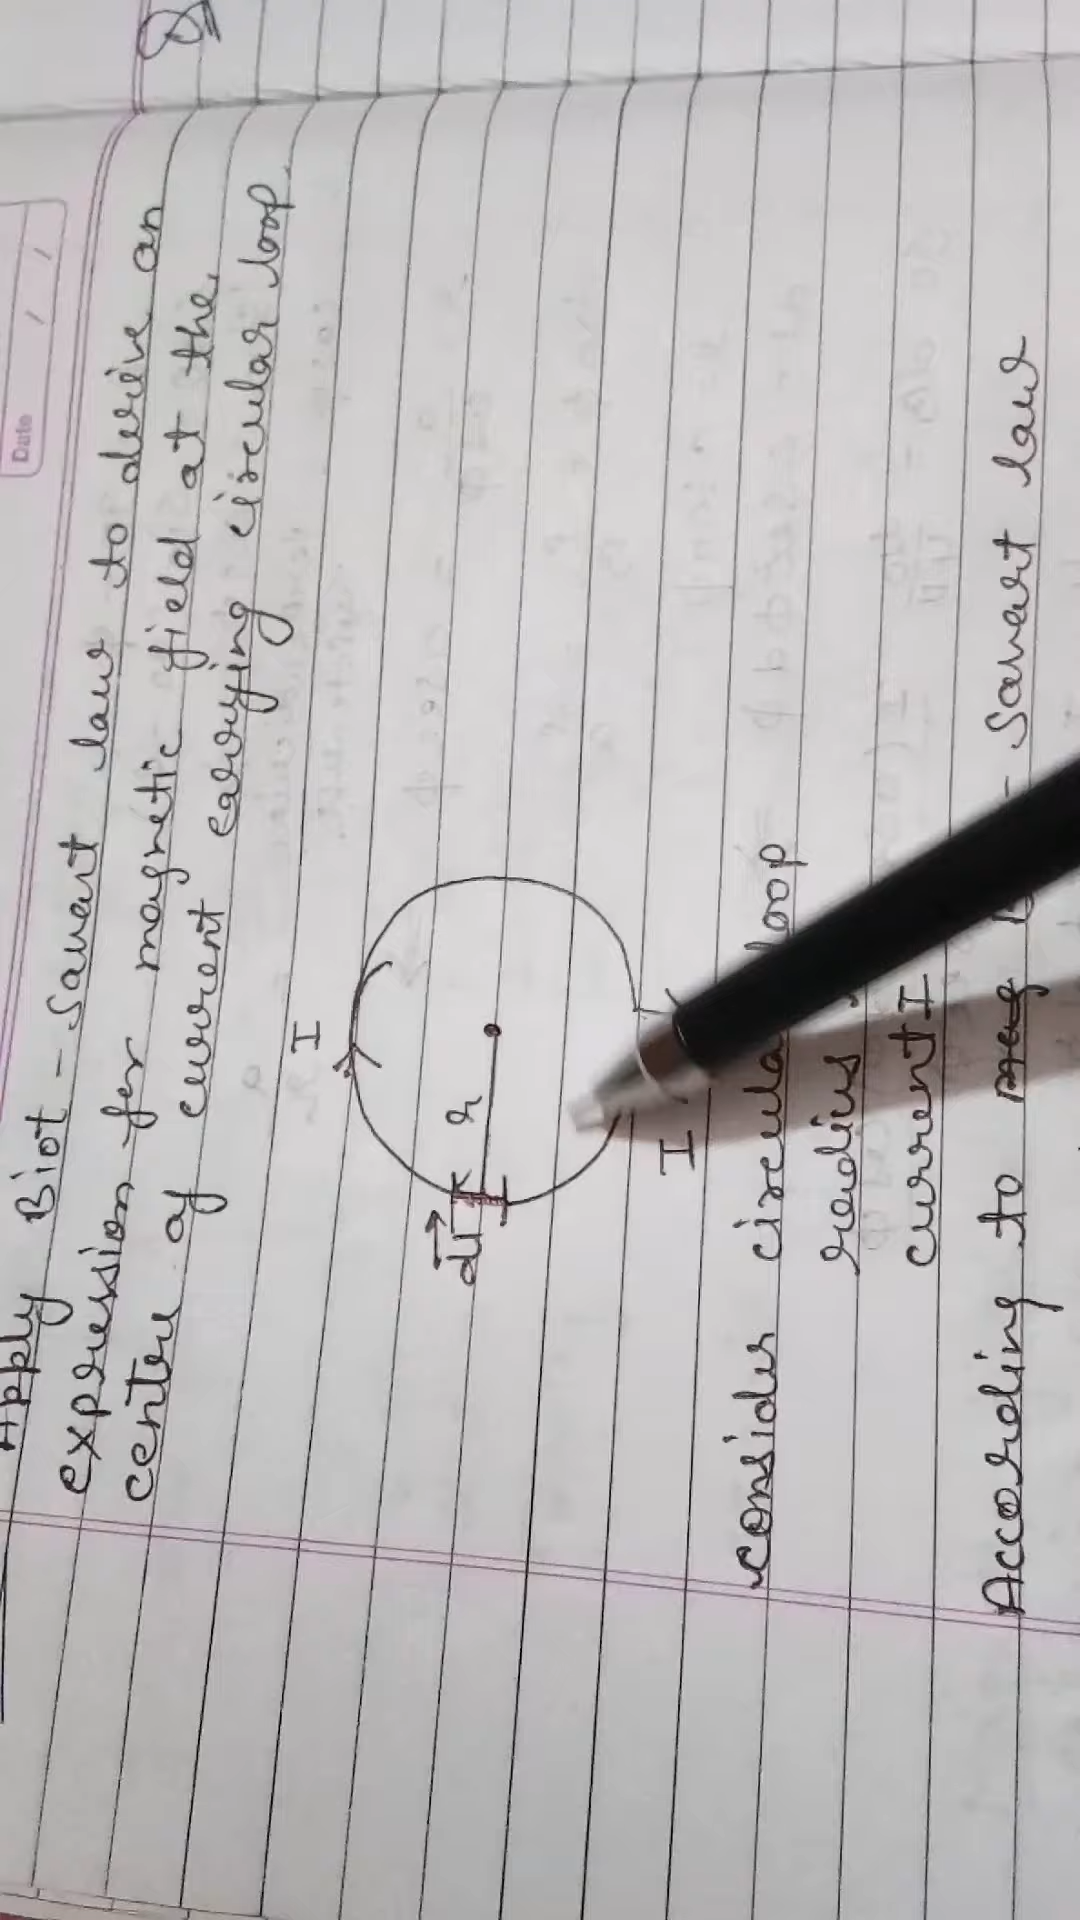 Date / /
Apply Biot - Savart law to derive an
expression for magnetic field at the
centre of current carrying circular loop.
I
r
dl
I
consider circular loop
radius
current I
According to - Savart law